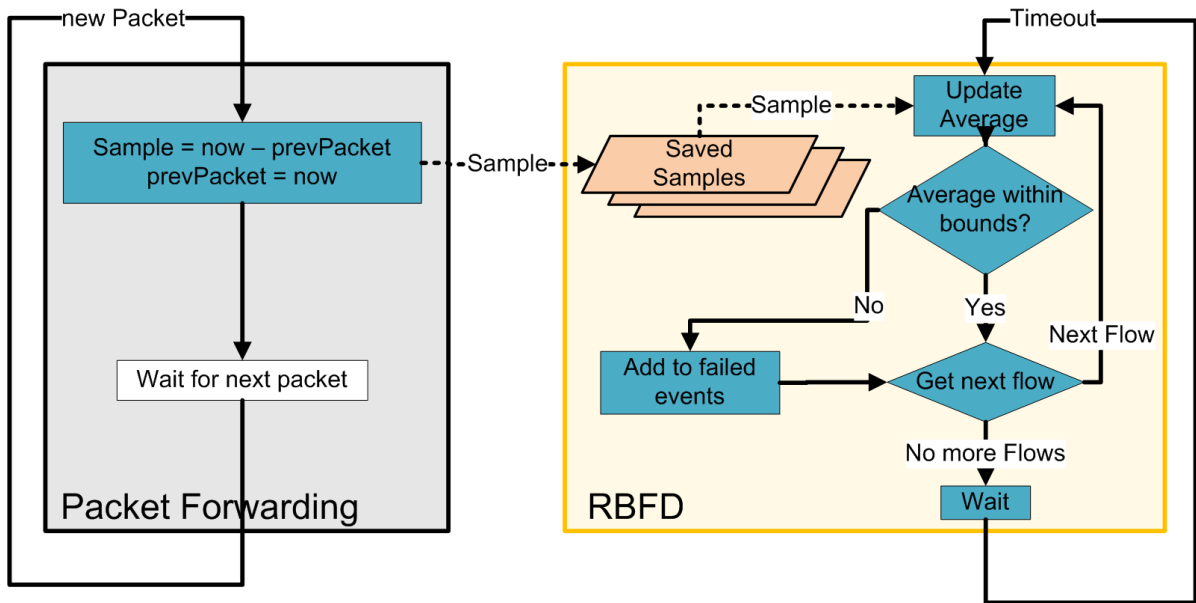 new Packet
Sample = now – prevPacket
prevPacket = now
Wait for next packet
Packet Forwarding
Sample
Timeout
Sample
Update
Average
Saved
Samples
Average within
bounds?
No
Yes
Next Flow
Add to failed
events
Get next flow
No more Flows
Wait
RBFD